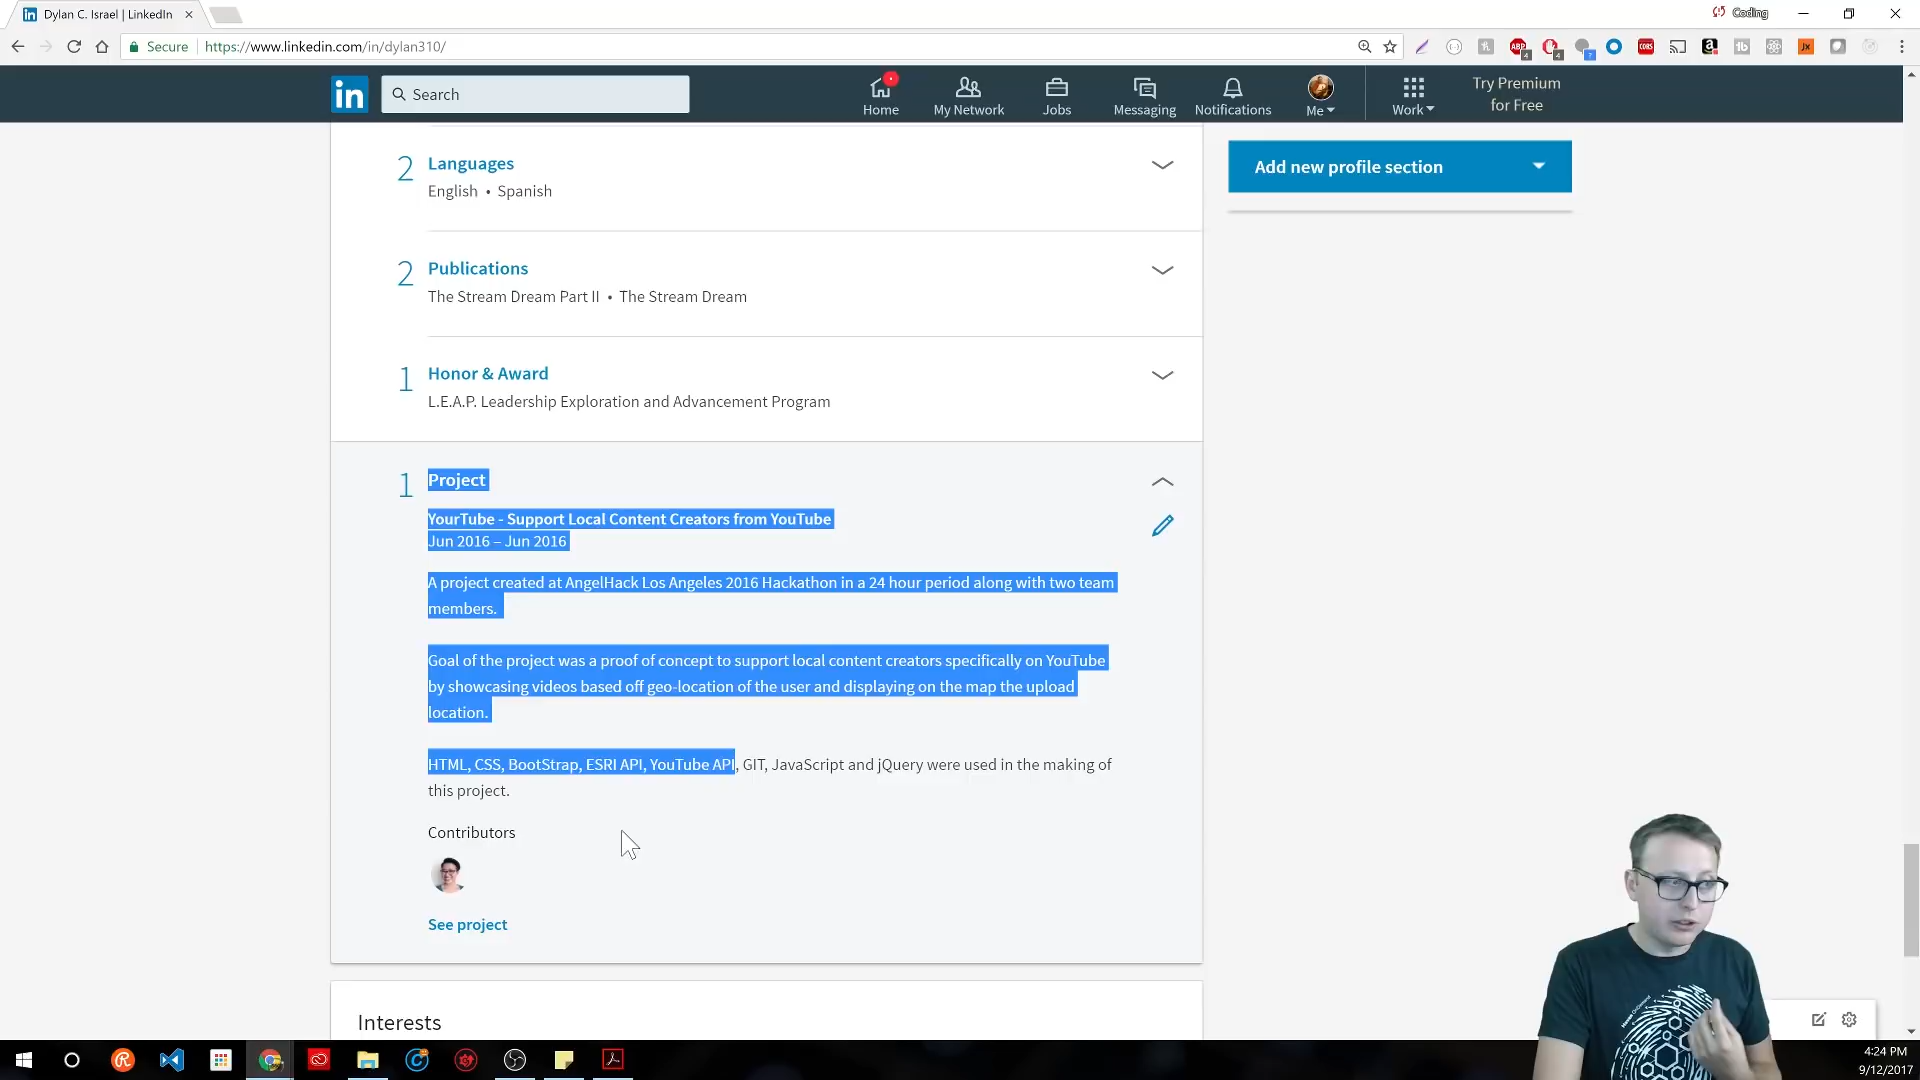 Dylan C. Israel | LinkedIn
Coding
Secure
https://www.linkedin.com/in/dylan310/
in
Search
Home
My Network
Jobs
Messaging
Notifications
Me
Work
Try Premium
for Free
2 Languages
English • Spanish
Add new profile section
2 Publications
The Stream Dream Part II • The Stream Dream
1 Honor & Award
L.E.A.P. Leadership Exploration and Advancement Program
1 Project
YourTube - Support Local Content Creators from YouTube
Jun 2016 – Jun 2016
A project created at AngelHack Los Angeles 2016 Hackathon in a 24 hour period along with two team
members.
Goal of the project was a proof of concept to support local content creators specifically on YouTube
by showcasing videos based off geo-location of the user and displaying on the map the upload
location.
HTML, CSS, BootStrap, ESRI API, YouTube API, GIT, JavaScript and jQuery were used in the making of
this project.
Contributors
See project
Interests
4:24 PM
9/12/2017